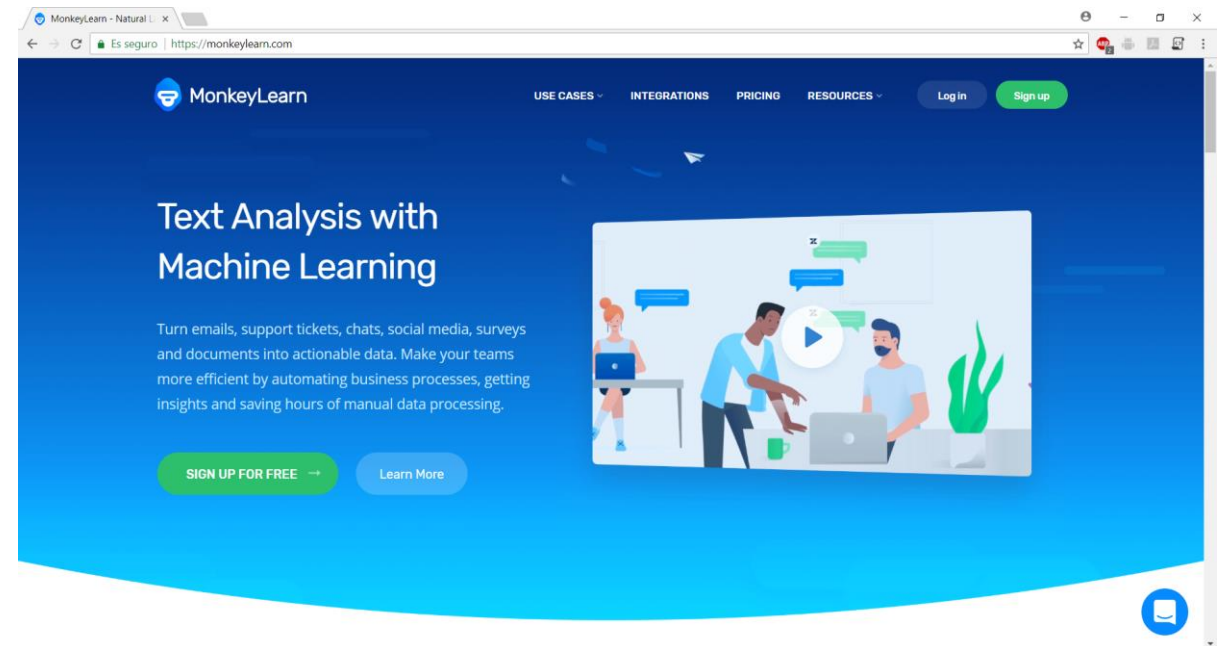 MonkeyLearn - Natural L
Es seguro | https://monkeylearn.com
MonkeyLearn
USE CASES
INTEGRATIONS
PRICING
RESOURCES
Log in
Sign up
Text Analysis with
Machine Learning
Turn emails, support tickets, chats, social media, surveys
and documents into actionable data. Make your teams
more efficient by automating business processes, getting
insights and saving hours of manual data processing.
SIGN UP FOR FREE →
Learn More